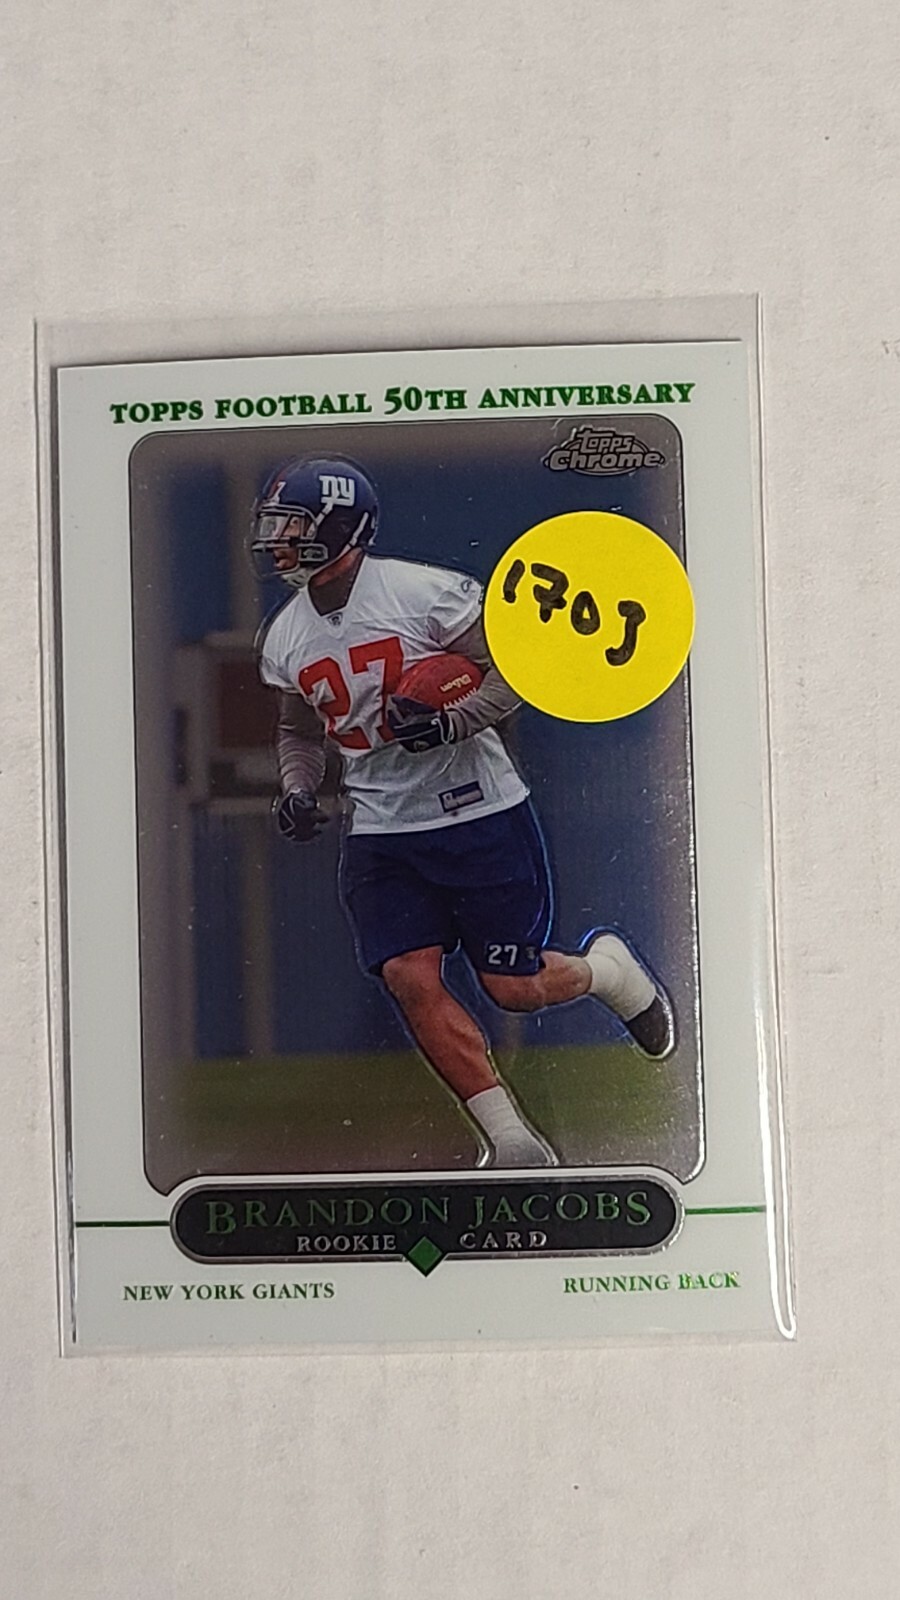 TOPPS FOOTBALL 50TH ANNIVERSARY
Topps
Chrome
ny
1703
27
27
BRANDON JACOBS
ROOKIE CARD
NEW YORK GIANTS
RUNNING BACK